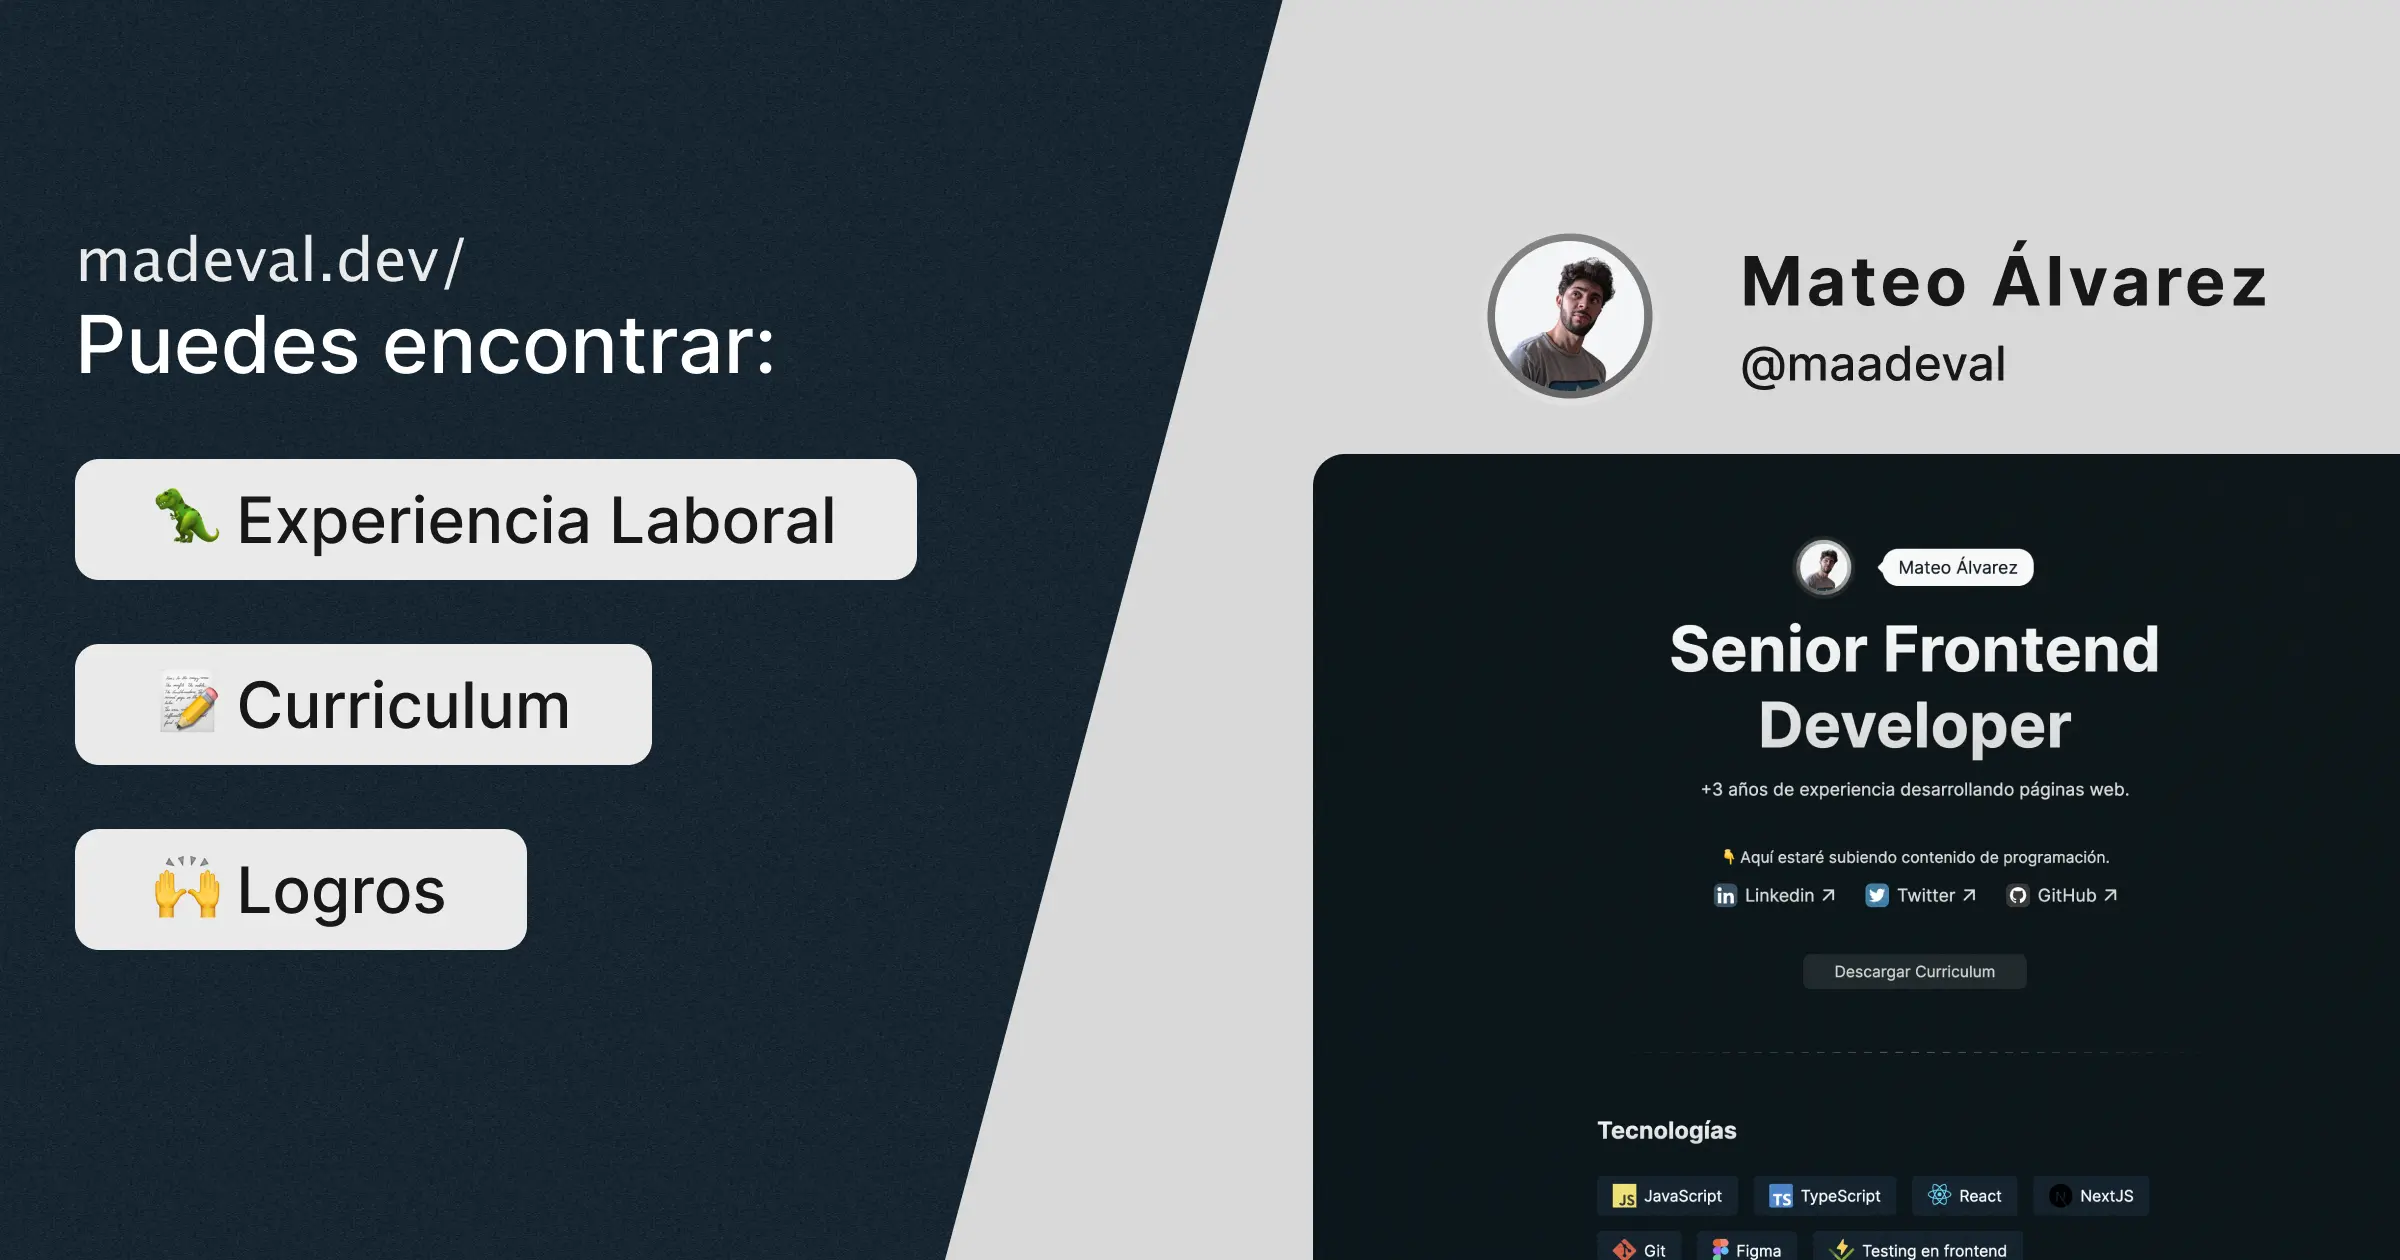 madeval.dev/
Puedes encontrar:
Experiencia Laboral
Curriculum
Logros
Mateo Álvarez
@maadeval
Mateo Álvarez
Senior Frontend
Developer
+3 años de experiencia desarrollando páginas web.
Aquí estaré subiendo contenido de programación.
Linkedin Twitter GitHub
Descargar Curriculum
Tecnologías
JS JavaScript TS TypeScript React N NextJS
Git Figma Testing en frontend